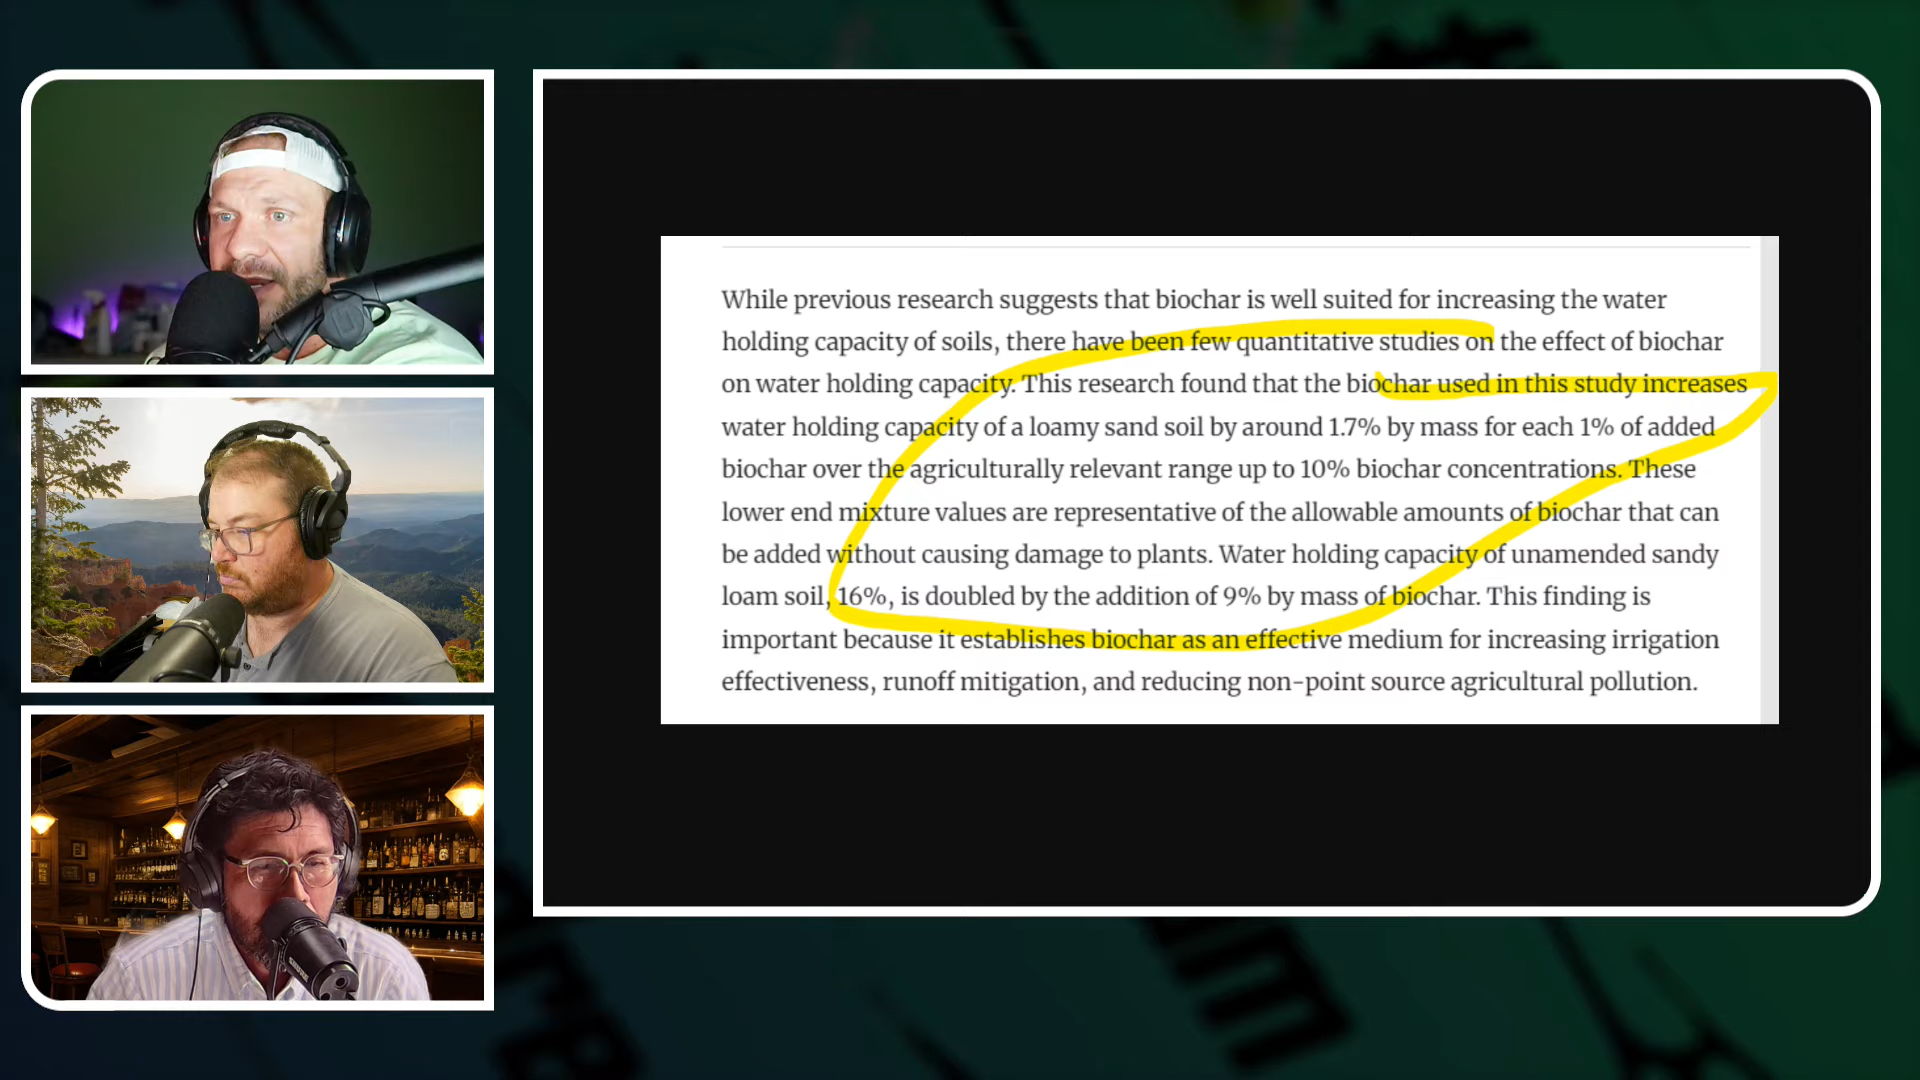 While previous research suggests that biochar is well suited for increasing the water
holding capacity of soils, there have been few quantitative studies on the effect of biochar
on water holding capacity. This research found that the biochar used in this study increases
water holding capacity of a loamy sand soil by around 1.7% by mass for each 1% of added
biochar over the agriculturally relevant range up to 10% biochar concentrations. These
lower end mixture values are representative of the allowable amounts of biochar that can
be added without causing damage to plants. Water holding capacity of unamended sandy
loam soil, 16%, is doubled by the addition of 9% by mass of biochar. This finding is
important because it establishes biochar as an effective medium for increasing irrigation
effectiveness, runoff mitigation, and reducing non-point source agricultural pollution.